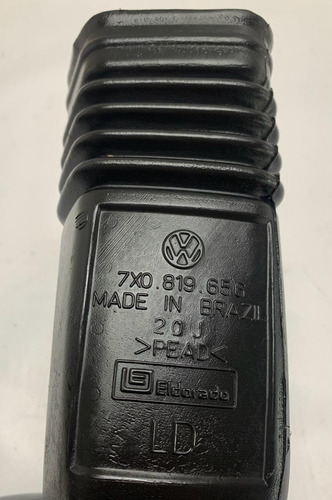 7X0.819.656
MADE IN BRAZIL
20J
>PEAD<
Eldorado
LD